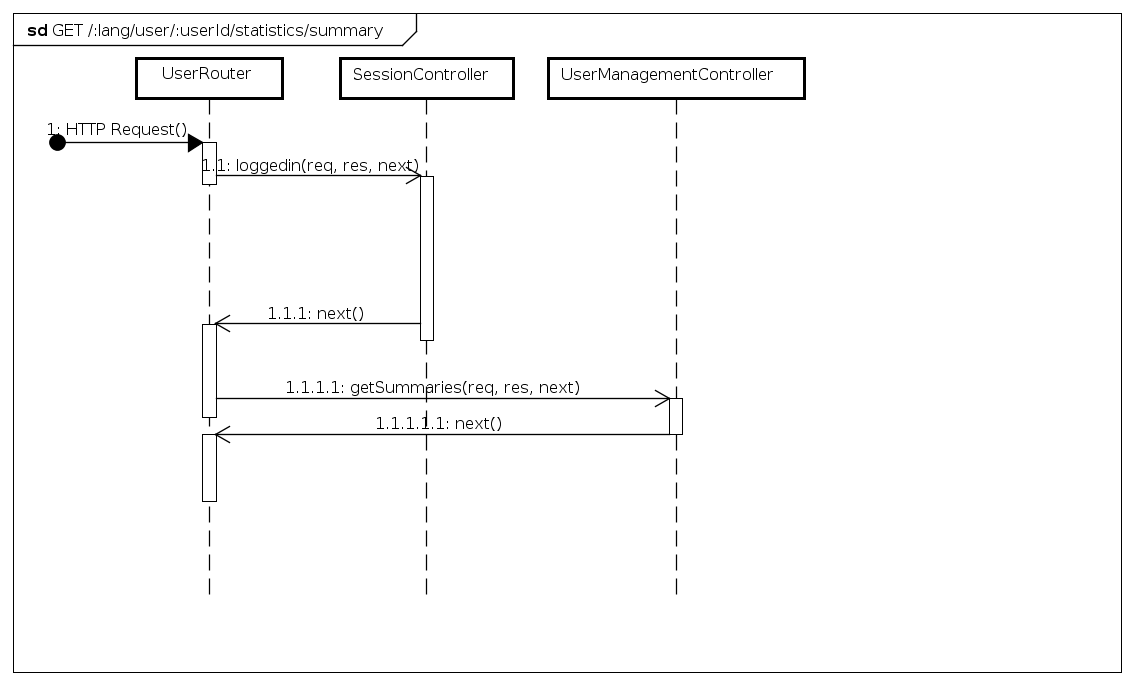 sd GET /:lang/user/:userId/statistics/summary
UserRouter
SessionController
UserManagementController
1: HTTP Request()
1.1: loggedin(req, res, next)
1.1.1: next()
1.1.1.1: getSummaries(req, res, next)
1.1.1.1.1: next()